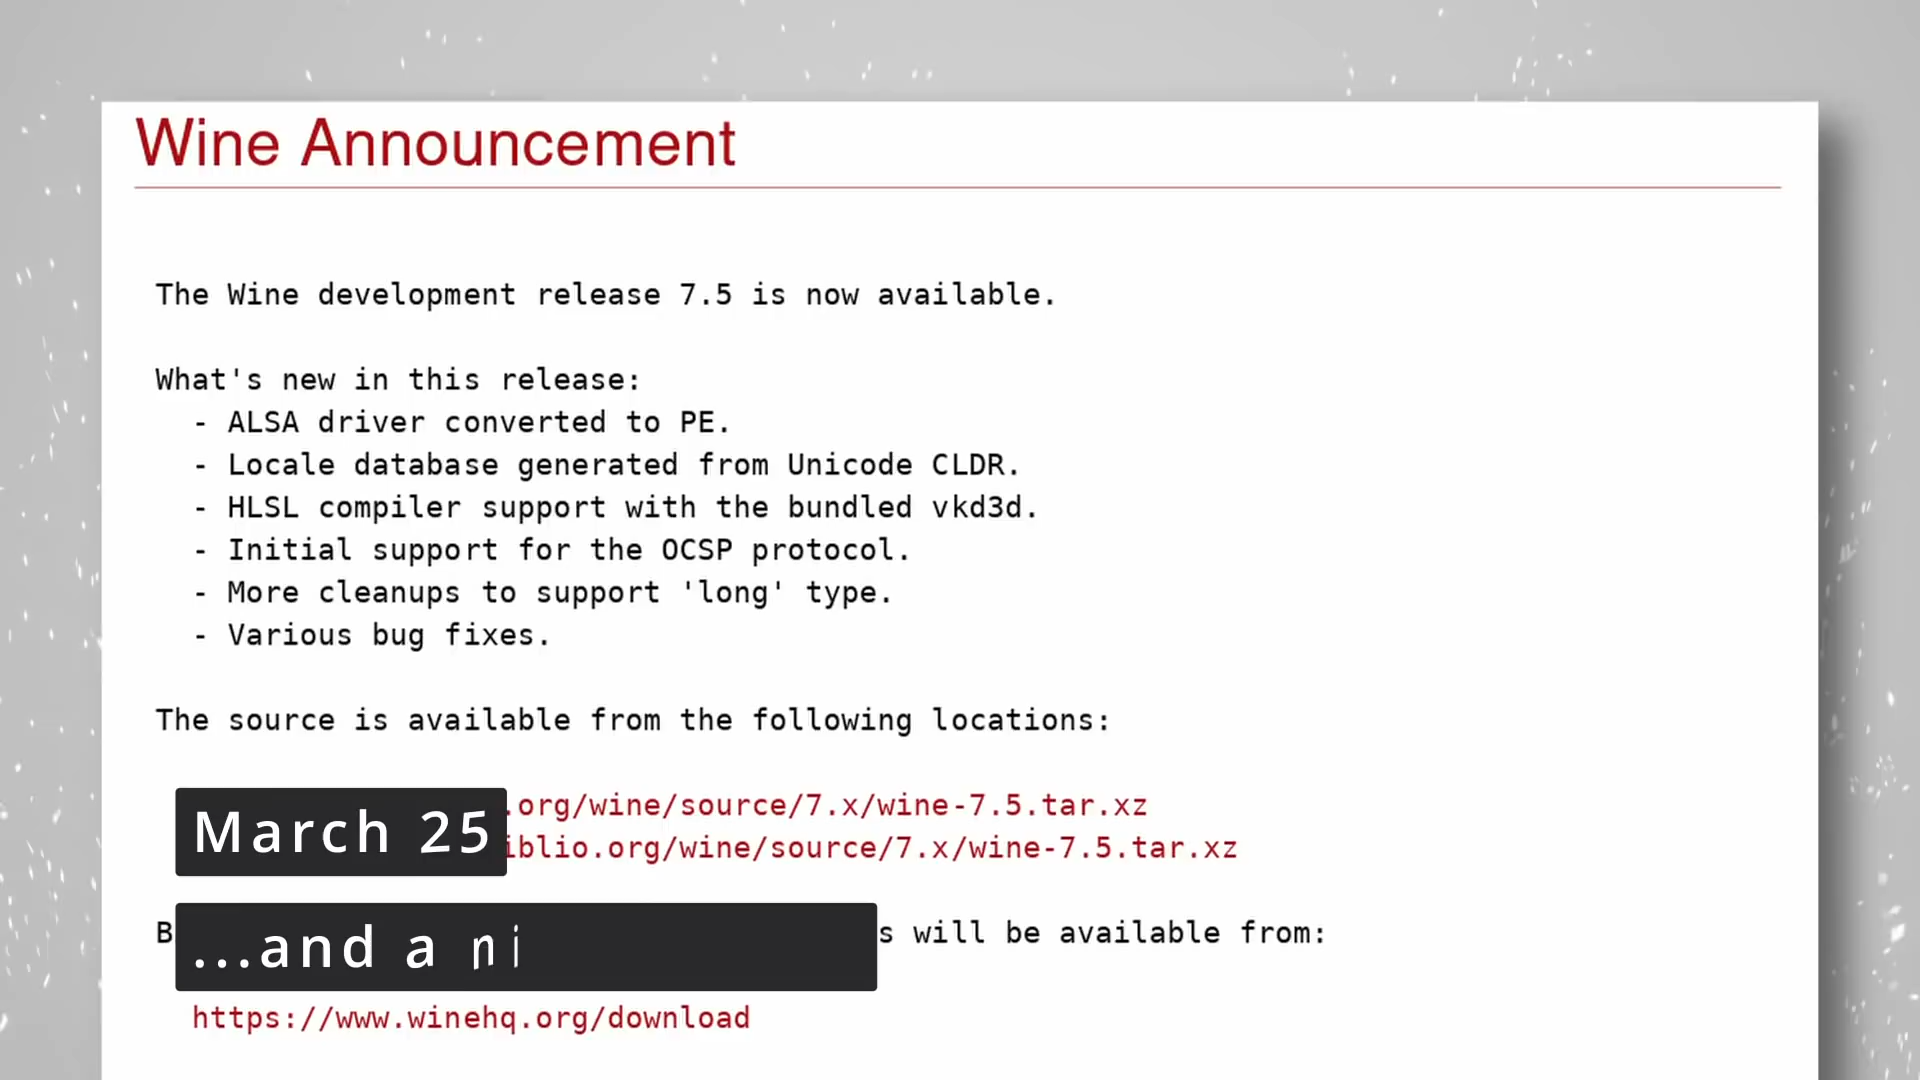 Wine Announcement
The Wine development release 7.5 is now available.
What's new in this release:
- ALSA driver converted to PE.
- Locale database generated from Unicode CLDR.
- HLSL compiler support with the bundled vkd3d.
- Initial support for the OCSP protocol.
- More cleanups to support 'long' type.
- Various bug fixes.
The source is available from the following locations:
.org/wine/source/7.x/wine-7.5.tar.xz
March 25
iblio.org/wine/source/7.x/wine-7.5.tar.xz
B s will be available from:
...and a ni
https://www.winehq.org/download